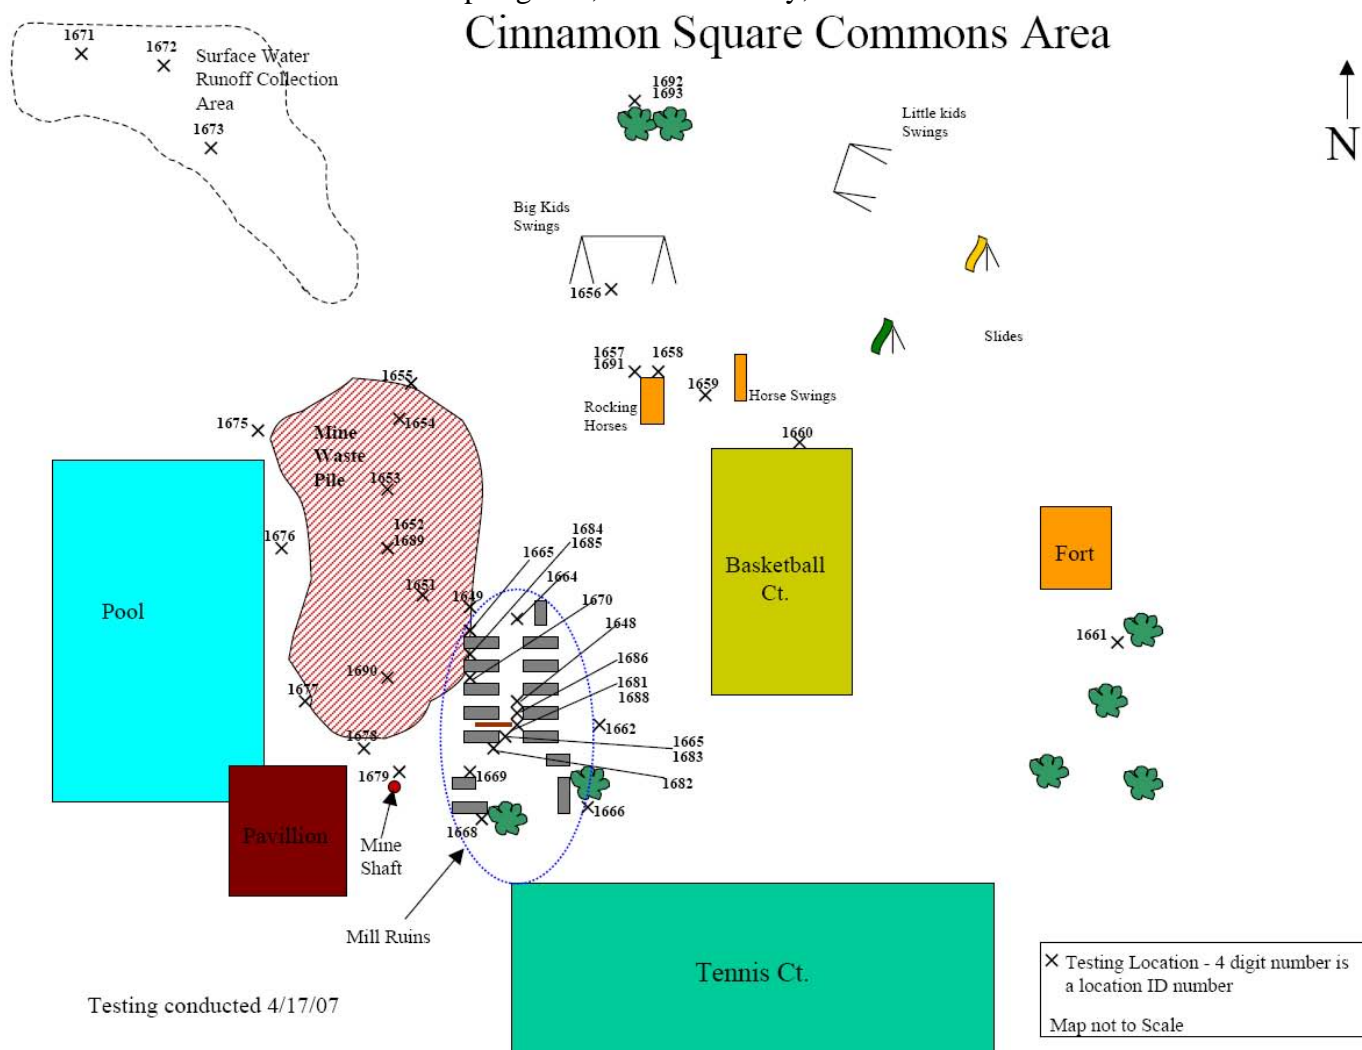 Cinnamon Square Commons Area
1671
1672
Surface Water
Runoff Collection
Area
1673
1692
1693
Little kids
Swings
N
Big Kids
Swings
1656
Slides
1657
1691
1658
1659
Horse Swings
Rocking
Horses
1655
1654
1675
Mine
Waste
Pile
1653
1660
1652
1689
1676
1684
1685
1665
1664
1651
1649
1670
1648
1686
1681
1688
1690
1677
1678
1662
1665
1683
1682
1679
1669
1666
1668
Pool
Basketball
Ct.
Fort
1661
Pavillion
Mine
Shaft
Mill Ruins
Tennis Ct.
Testing conducted 4/17/07
Testing Location - 4 digit number is
a location ID number
Map not to Scale